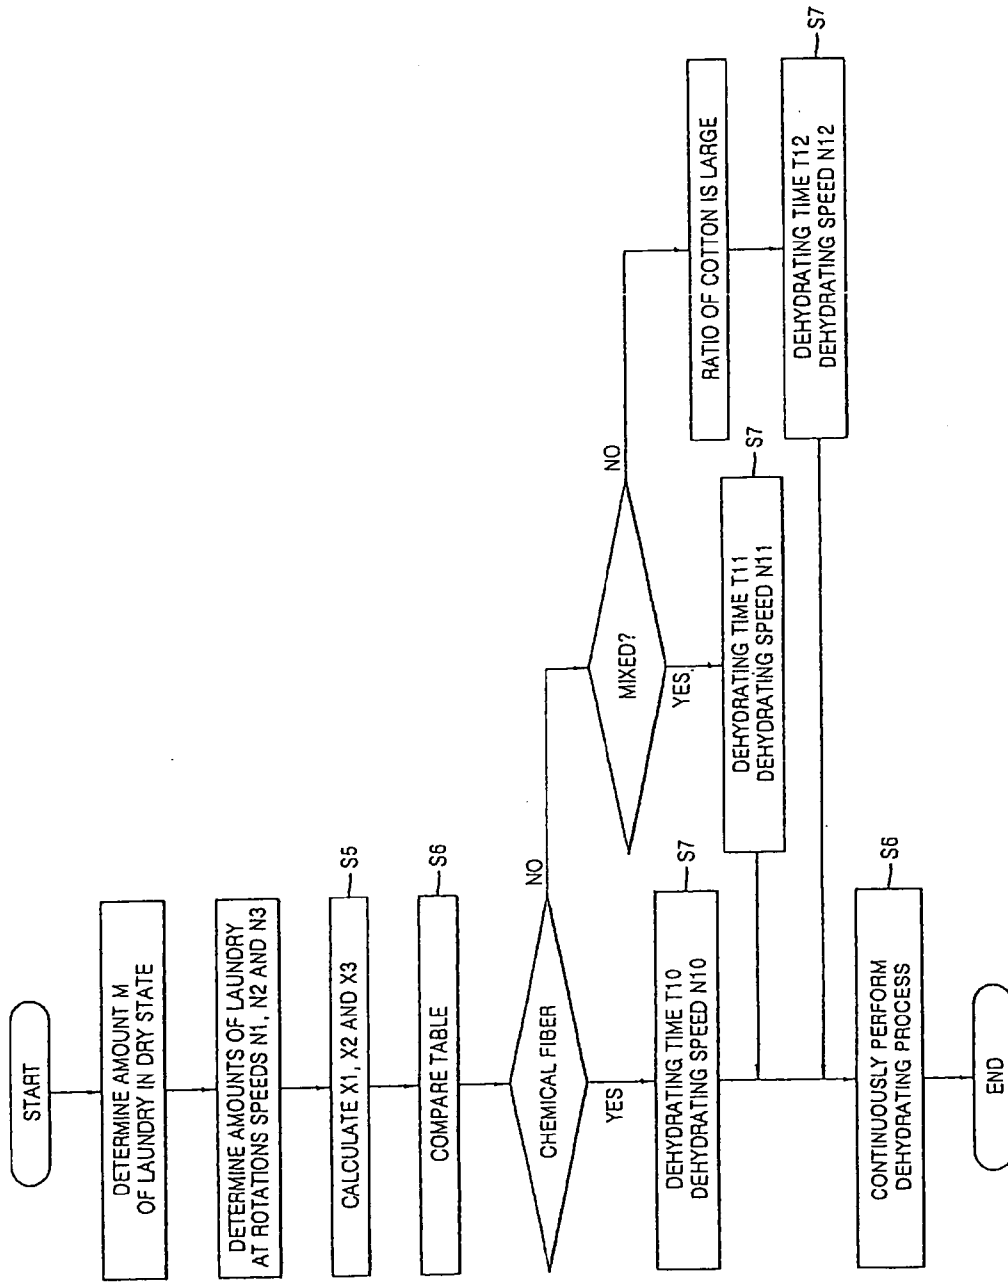 START
DETERMINE AMOUNT M
OF LAUNDRY IN DRY STATE
DETERMINE AMOUNTS OF LAUNDRY
AT ROTATIONS SPEEDS N1, N2 AND N3
CALCULATE X1, X2 AND X3
S5
COMPARE TABLE
S6
CHEMICAL FIBER
NO
YES
MIXED?
NO
YES
RATIO OF COTTON IS LARGE
DEHYDRATING TIME T10
DEHYDRATING SPEED N10
S7
DEHYDRATING TIME T11
DEHYDRATING SPEED N11
S7
DEHYDRATING TIME T12
DEHYDRATING SPEED N12
S7
CONTINUOUSLY PERFORM
DEHYDRATING PROCESS
S6
END